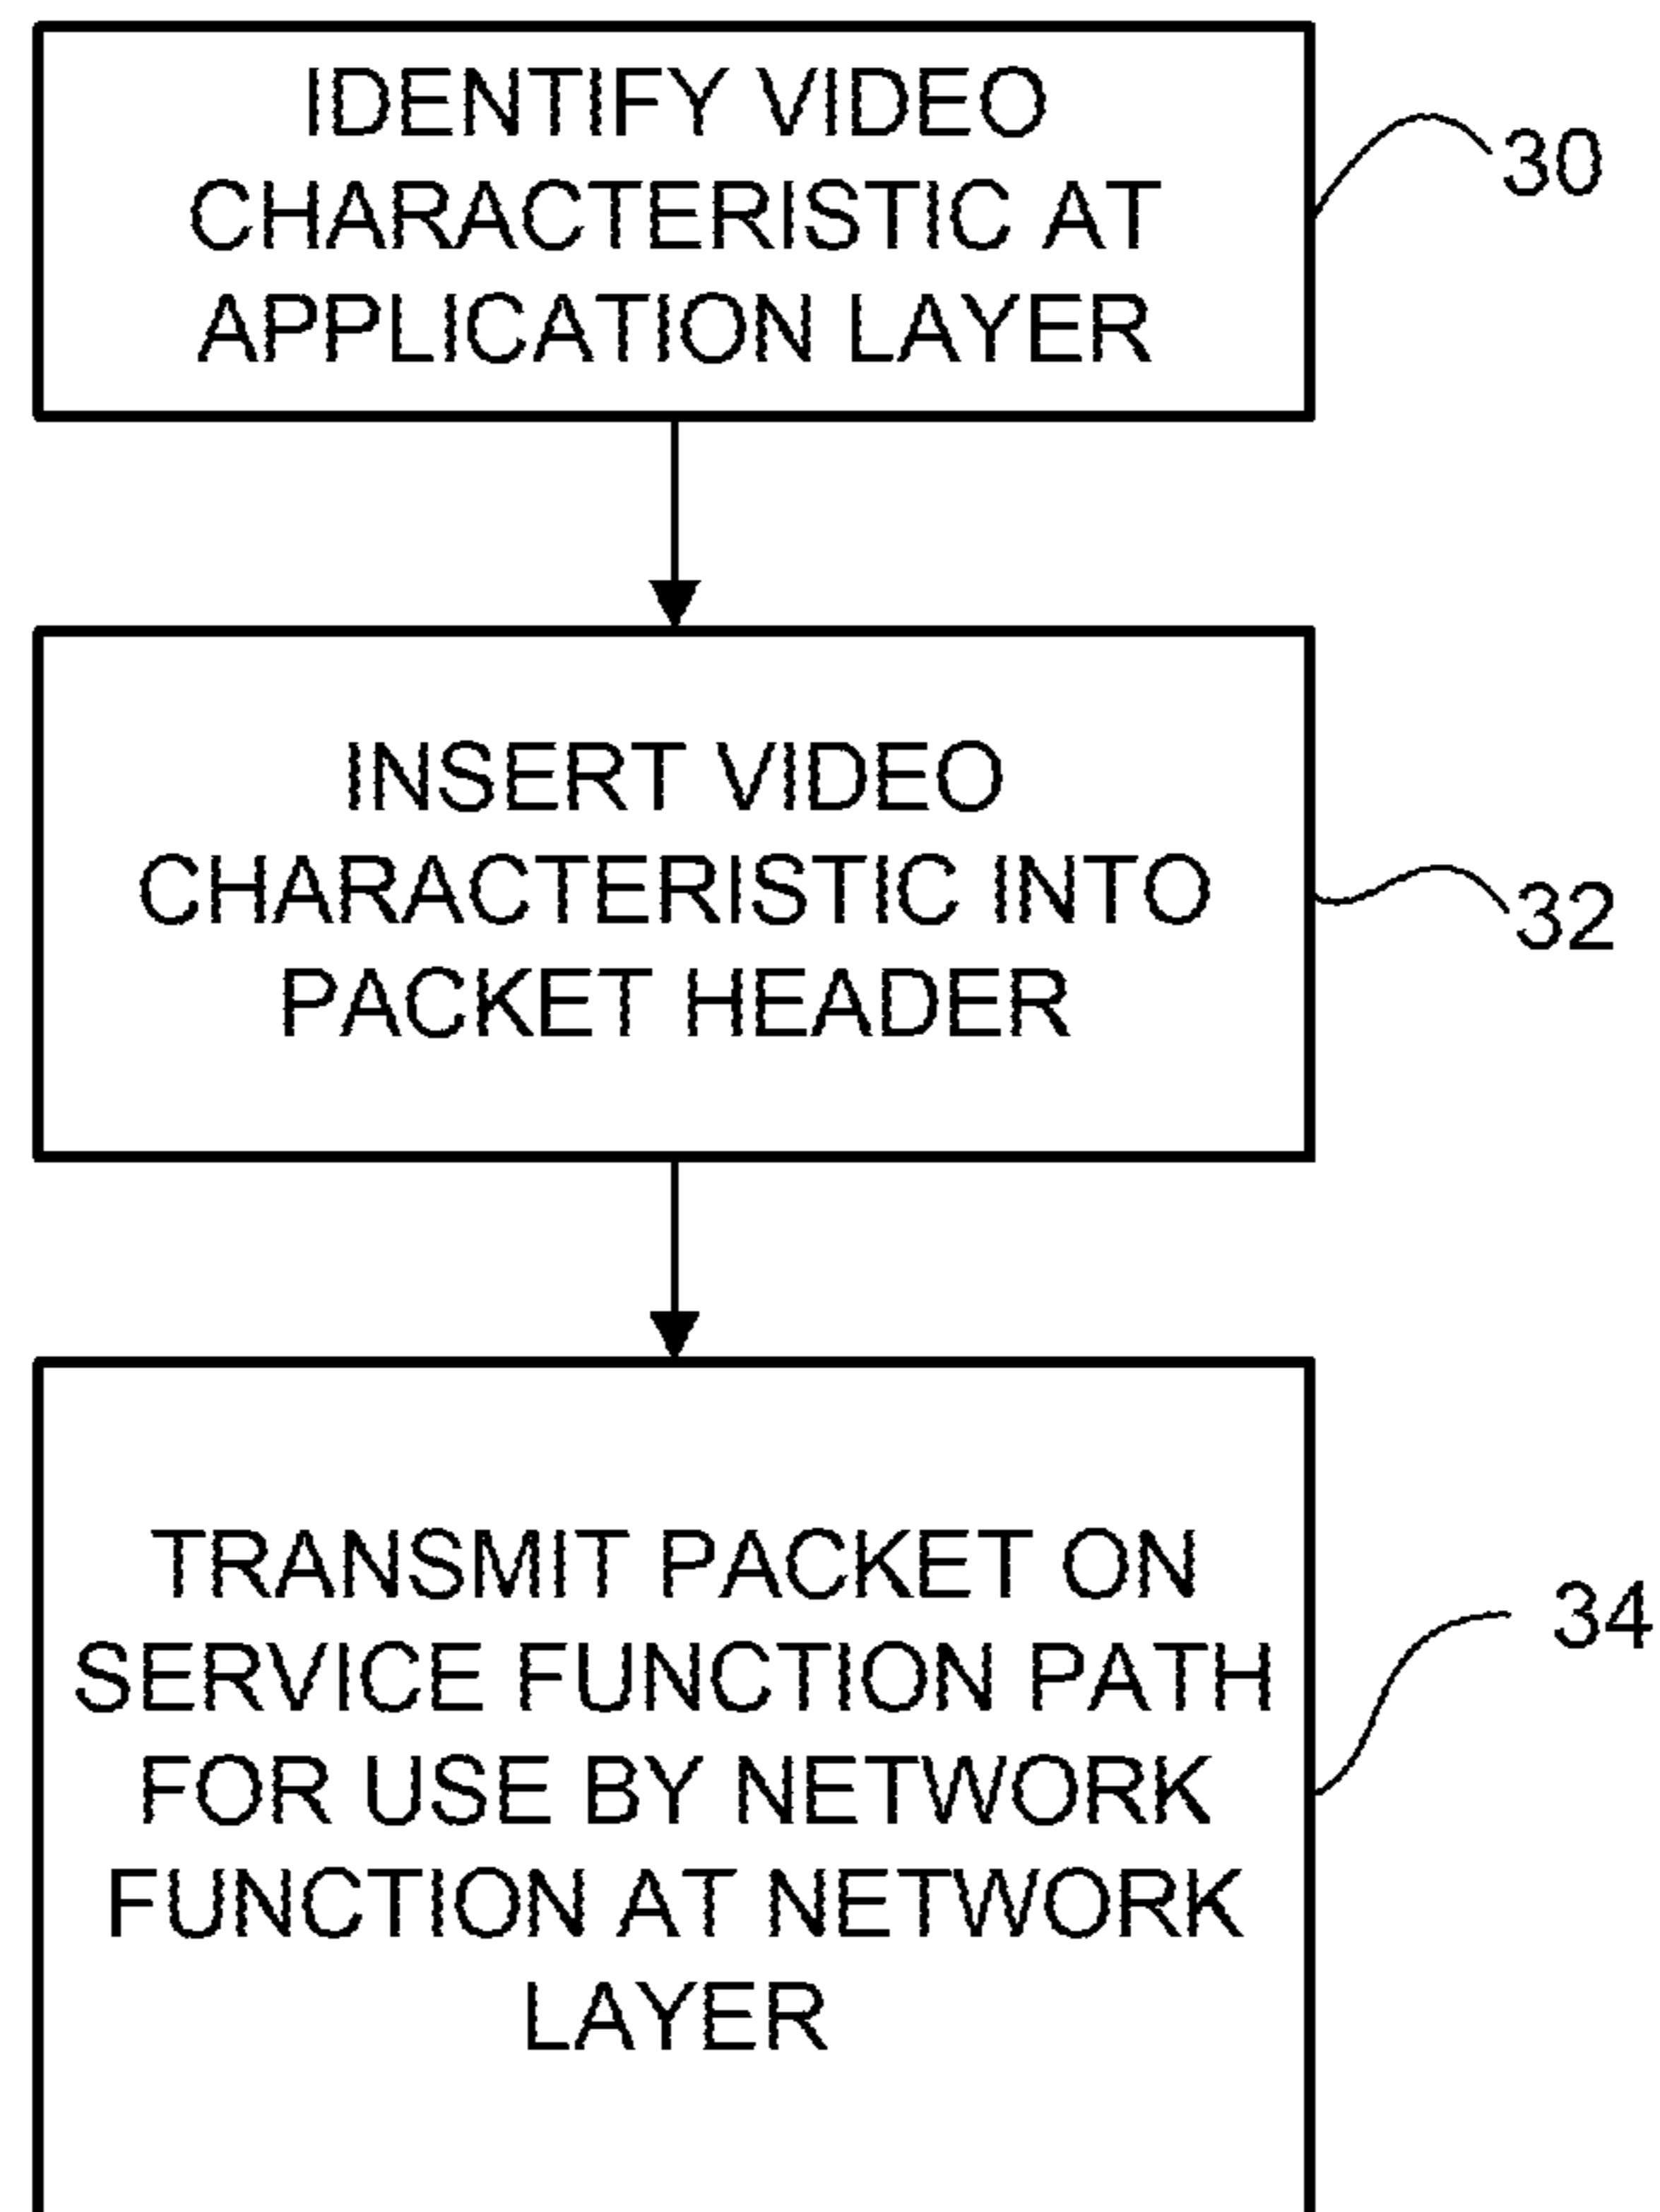 IDENTIFY VIDEO
CHARACTERISTIC AT
APPLICATION LAYER
30
INSERT VIDEO
CHARACTERISTIC INTO
PACKET HEADER
32
TRANSMIT PACKET ON
SERVICE FUNCTION PATH
FOR USE BY NETWORK
FUNCTION AT NETWORK
LAYER
34